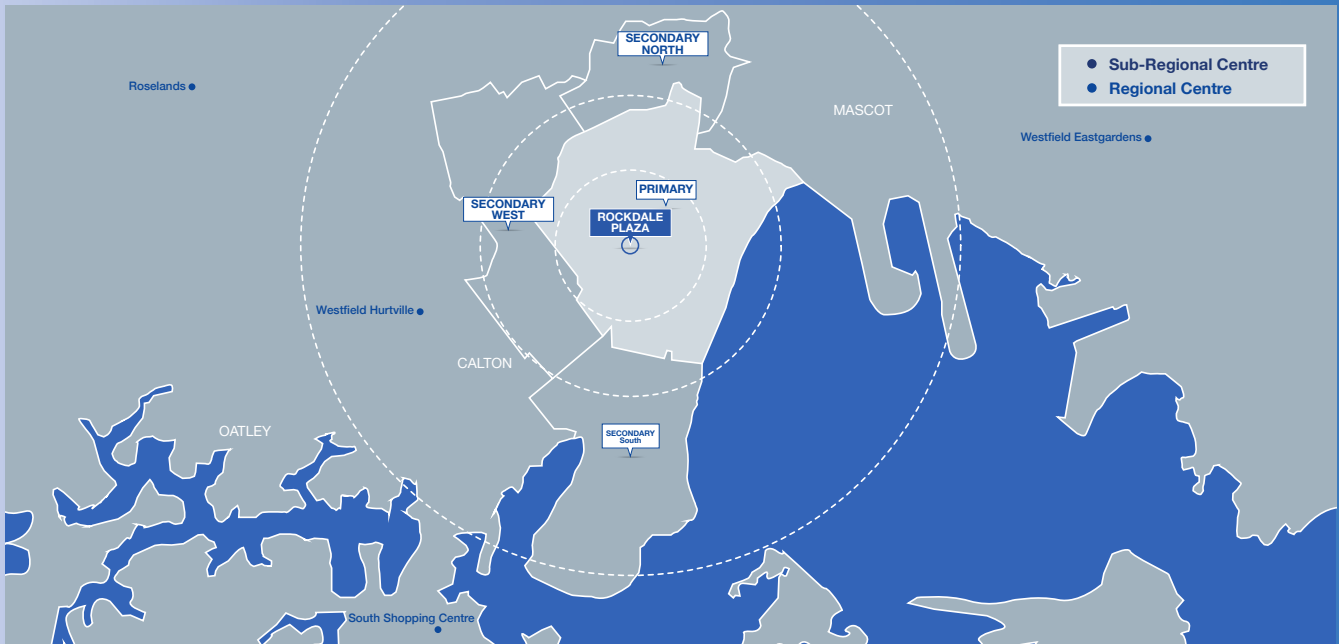 SECONDARY
NORTH
Sub-Regional Centre
Regional Centre
Roselands
MASCOT
Westfield Eastgardens
PRIMARY
SECONDARY
WEST
ROCKDALE
PLAZA
Westfield Hurtville
CALTON
OATLEY
SECONDARY
South
South Shopping Centre